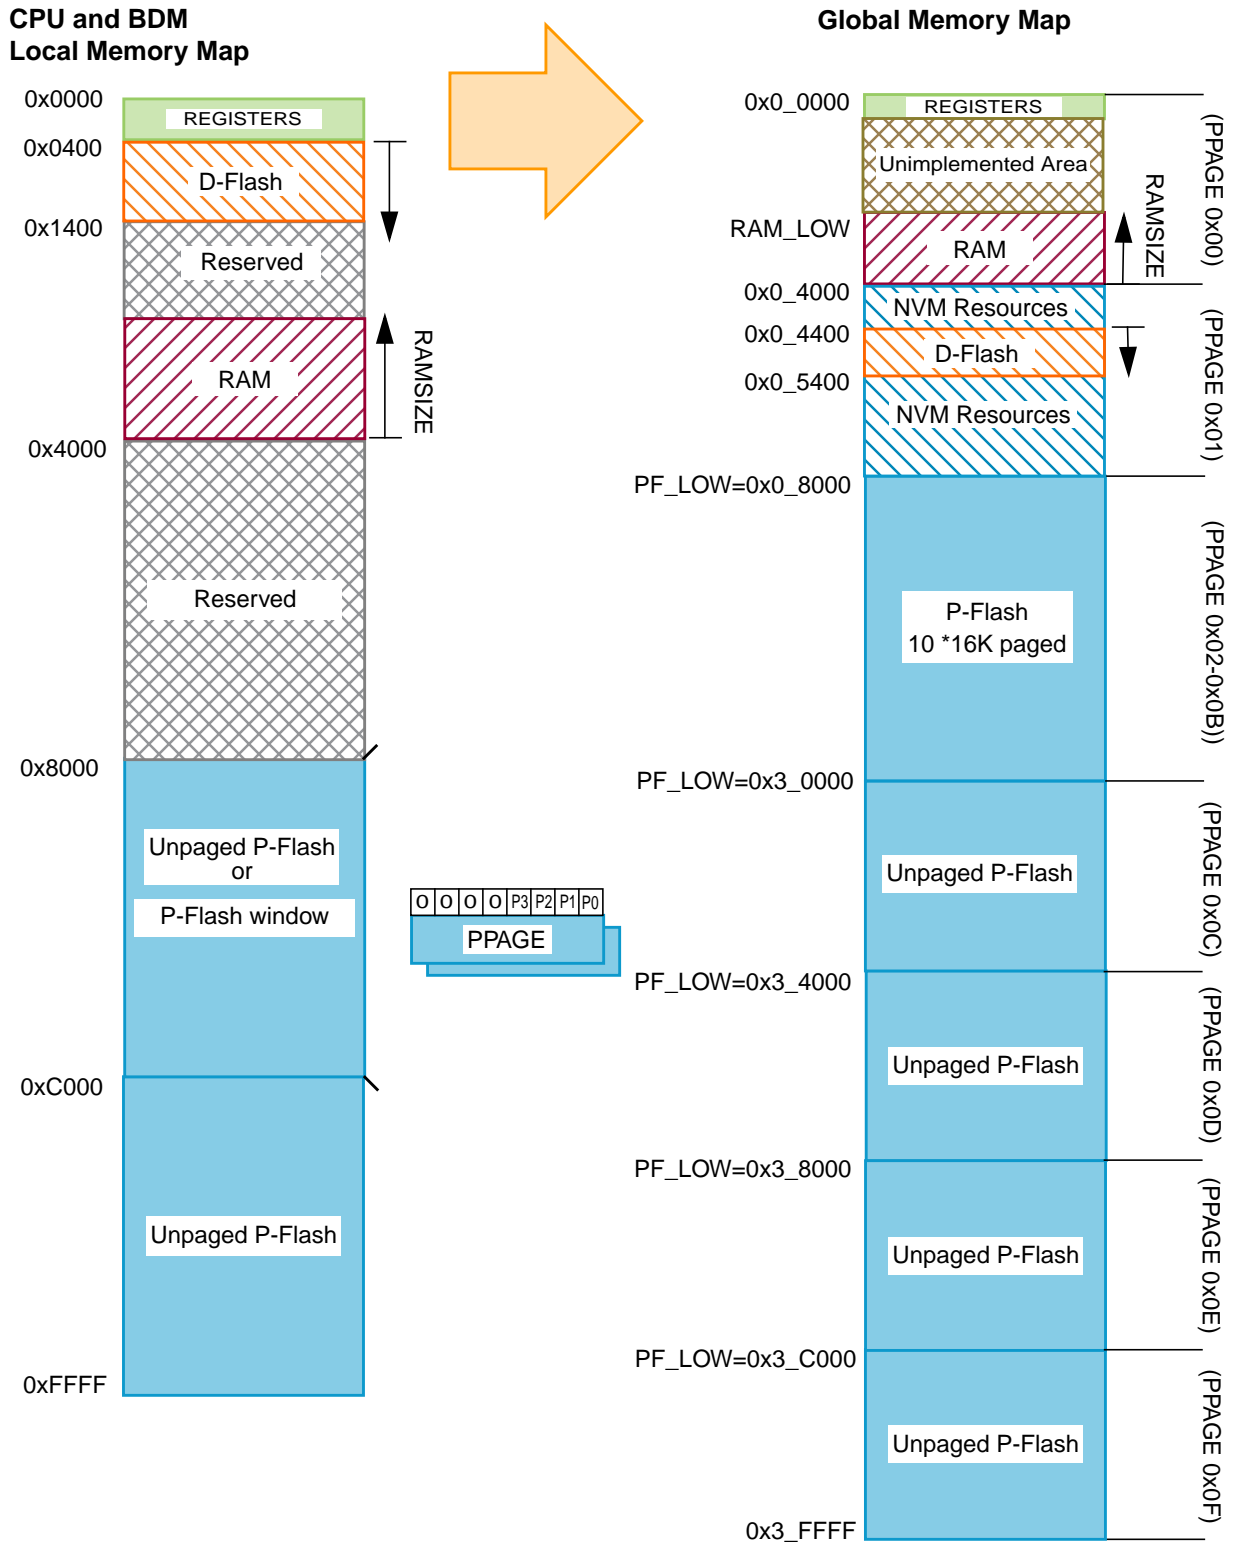 CPU and BDM
Local Memory Map
0x0000
REGISTERS
0x0400
D-Flash
0x1400
Reserved
RAM
RAMSIZE
0x4000
Reserved
0x8000
Unpaged P-Flash
or
P-Flash window
0xC000
Unpaged P-Flash
0xFFFF
0 0 0 0 P3 P2 P1 P0
PPAGE
Global Memory Map
0x0_0000
REGISTERS
Unimplemented Area
RAM_LOW
RAM
RAMSIZE
(PPAGE 0x00)
0x0_4000
NVM Resources
0x0_4400
D-Flash
0x0_5400
NVM Resources
(PPAGE 0x01)
PF_LOW=0x0_8000
P-Flash
10 *16K paged
(PPAGE 0x02-0x0B))
PF_LOW=0x3_0000
Unpaged P-Flash
(PPAGE 0x0C)
PF_LOW=0x3_4000
Unpaged P-Flash
(PPAGE 0x0D)
PF_LOW=0x3_8000
Unpaged P-Flash
(PPAGE 0x0E)
PF_LOW=0x3_C000
Unpaged P-Flash
(PPAGE 0x0F)
0x3_FFFF